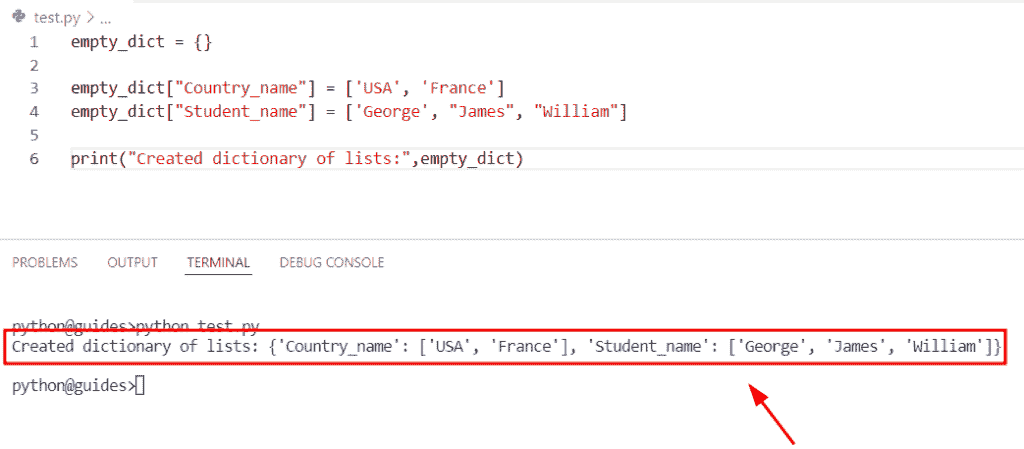 test.py > ...
1 empty_dict = {}
2
3 empty_dict["Country_name"] = ['USA', 'France']
4 empty_dict["Student_name"] = ['George', "James", "William"]
5
6 print("Created dictionary of lists:",empty_dict)
PROBLEMS OUTPUT TERMINAL DEBUG CONSOLE
python@guides>python test.py
Created dictionary of lists: {'Country_name': ['USA', 'France'], 'Student_name': ['George', 'James', 'William']}
python@guides>